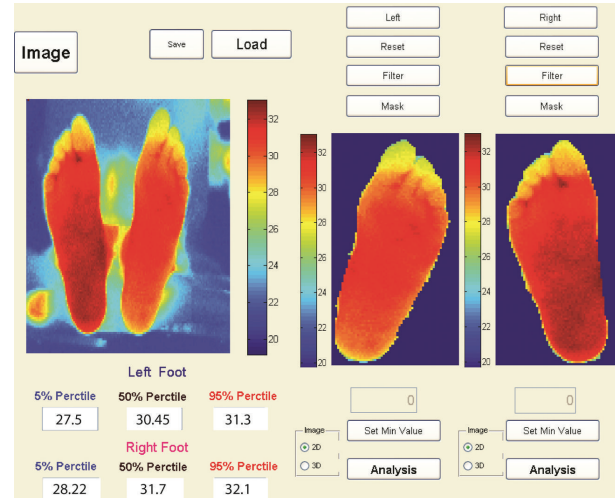 Image
Save
Load
Left
Right
Reset
Reset
Filter
Filter
Mask
Mask
32
30
28
26
24
22
20
32
30
28
26
24
22
20
32
30
28
26
24
22
20
Left Foot
5% Perctile 50% Perctile 95% Perctile
27.5 30.45 31.3
Right Foot
5% Perctile 50% Perctile 95% Perctile
28.22 31.7 32.1
0
0
Image
2D
3D
Set Min Value
Analysis
Image
2D
3D
Set Min Value
Analysis